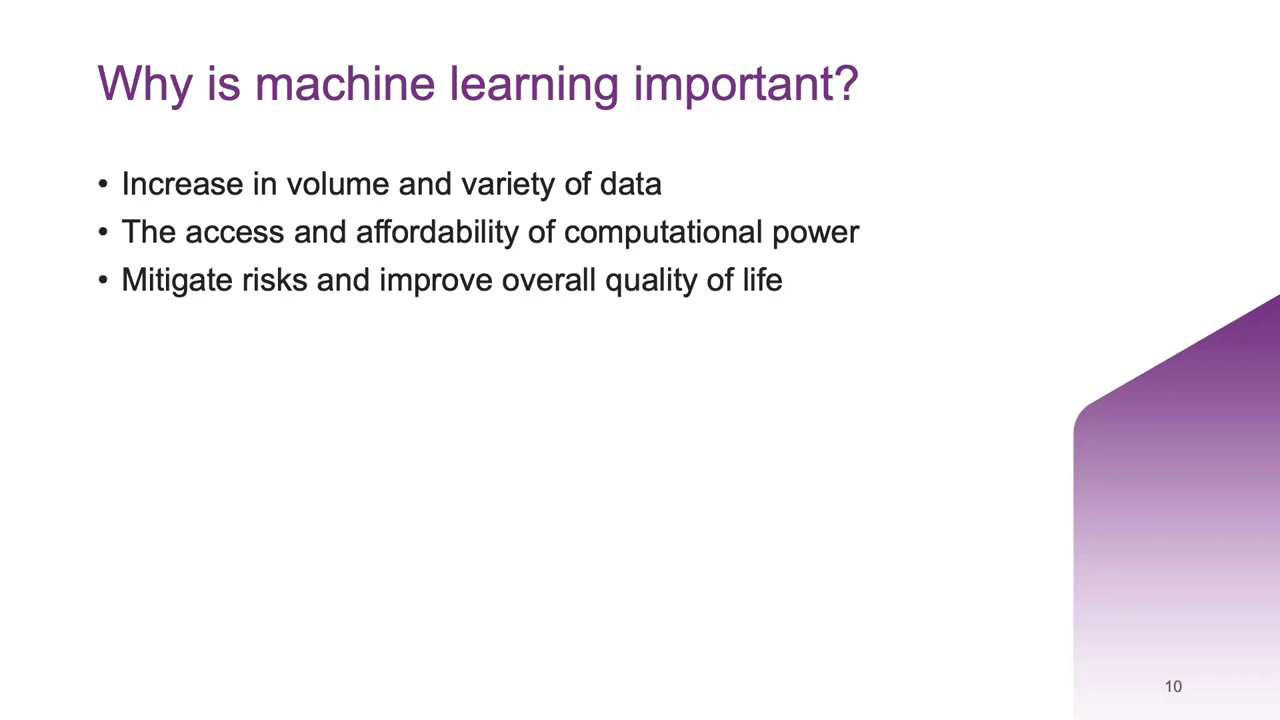 Why is machine learning important?
• Increase in volume and variety of data
• The access and affordability of computational power
• Mitigate risks and improve overall quality of life
10